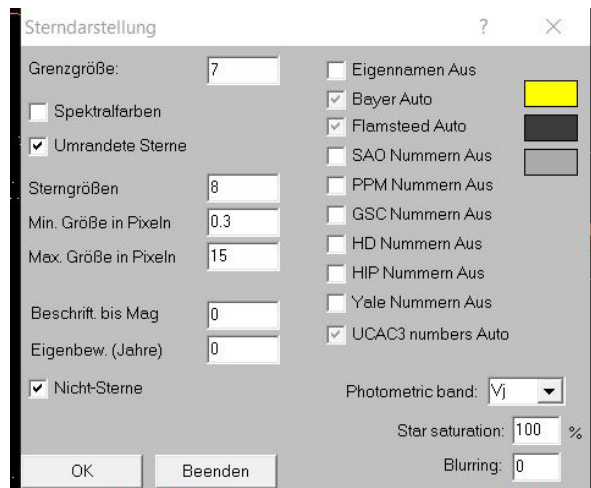 Sterndarstellung ?
Grenzgröße: 7
Spektralfarben
Umrandete Sterne
Sterngrößen 8
Min. Größe in Pixeln 0.3
Max. Größe in Pixeln 15
Beschrift. bis Mag 0
Eigenbew. (Jahre) 0
Nicht-Sterne
OK Beenden
Eigennamen Aus
Bayer Auto
Flamsteed Auto
SAO Nummern Aus
PPM Nummern Aus
GSC Nummern Aus
HD Nummern Aus
HIP Nummern Aus
Yale Nummern Aus
UCAC3 numbers Auto
Photometric band: Vj
Star saturation: 100 %
Blurring: 0